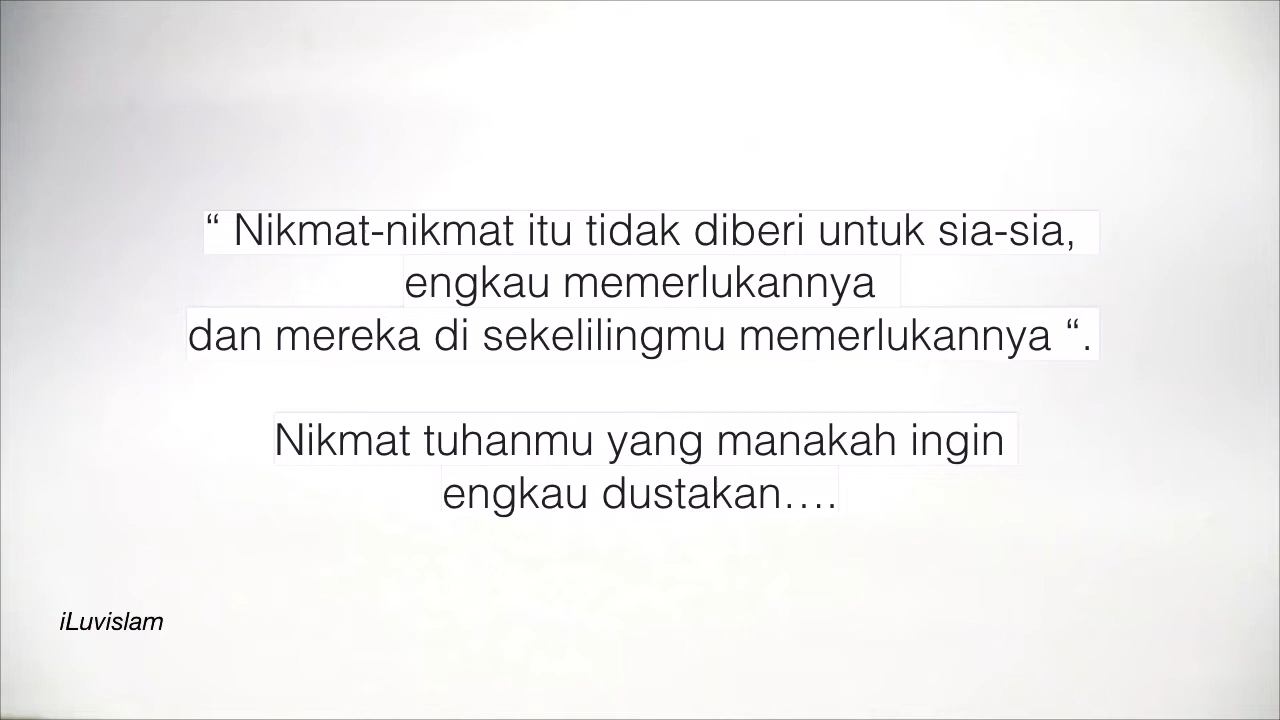 “ Nikmat-nikmat itu tidak diberi untuk sia-sia,
engkau memerlukannya
dan mereka di sekelilingmu memerlukannya “.
Nikmat tuhanmu yang manakah ingin
engkau dustakan….
iLuvislam